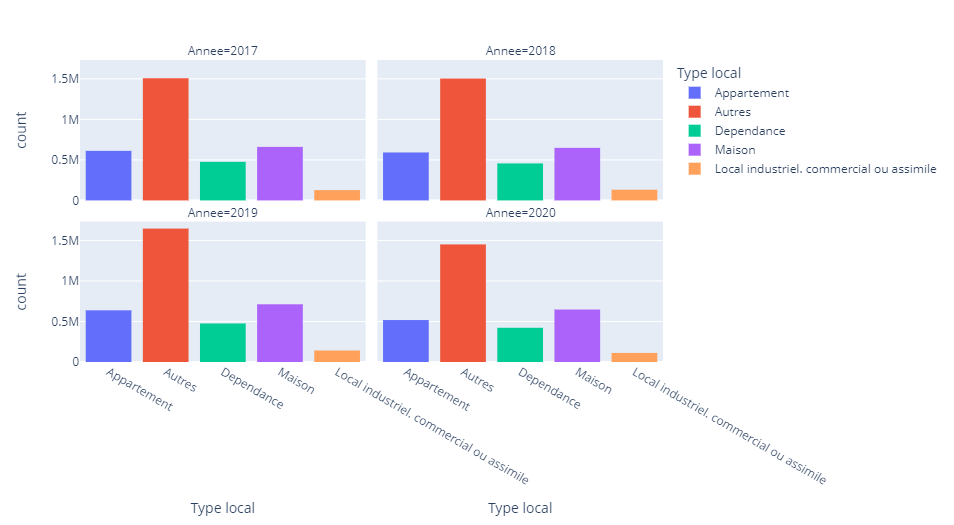 Annee=2017
Annee=2018
Type local
Appartement
Autres
Dependance
Maison
Local industriel. commercial ou assimile
count
1.5M
1M
0.5M
0
Annee=2019
Annee=2020
count
1.5M
1M
0.5M
0
Appartement
Autres
Dependance
Maison
Local industriel. commercial ou assimile
Appartement
Autres
Dependance
Maison
Local industriel. commercial ou assimile
Type local
Type local